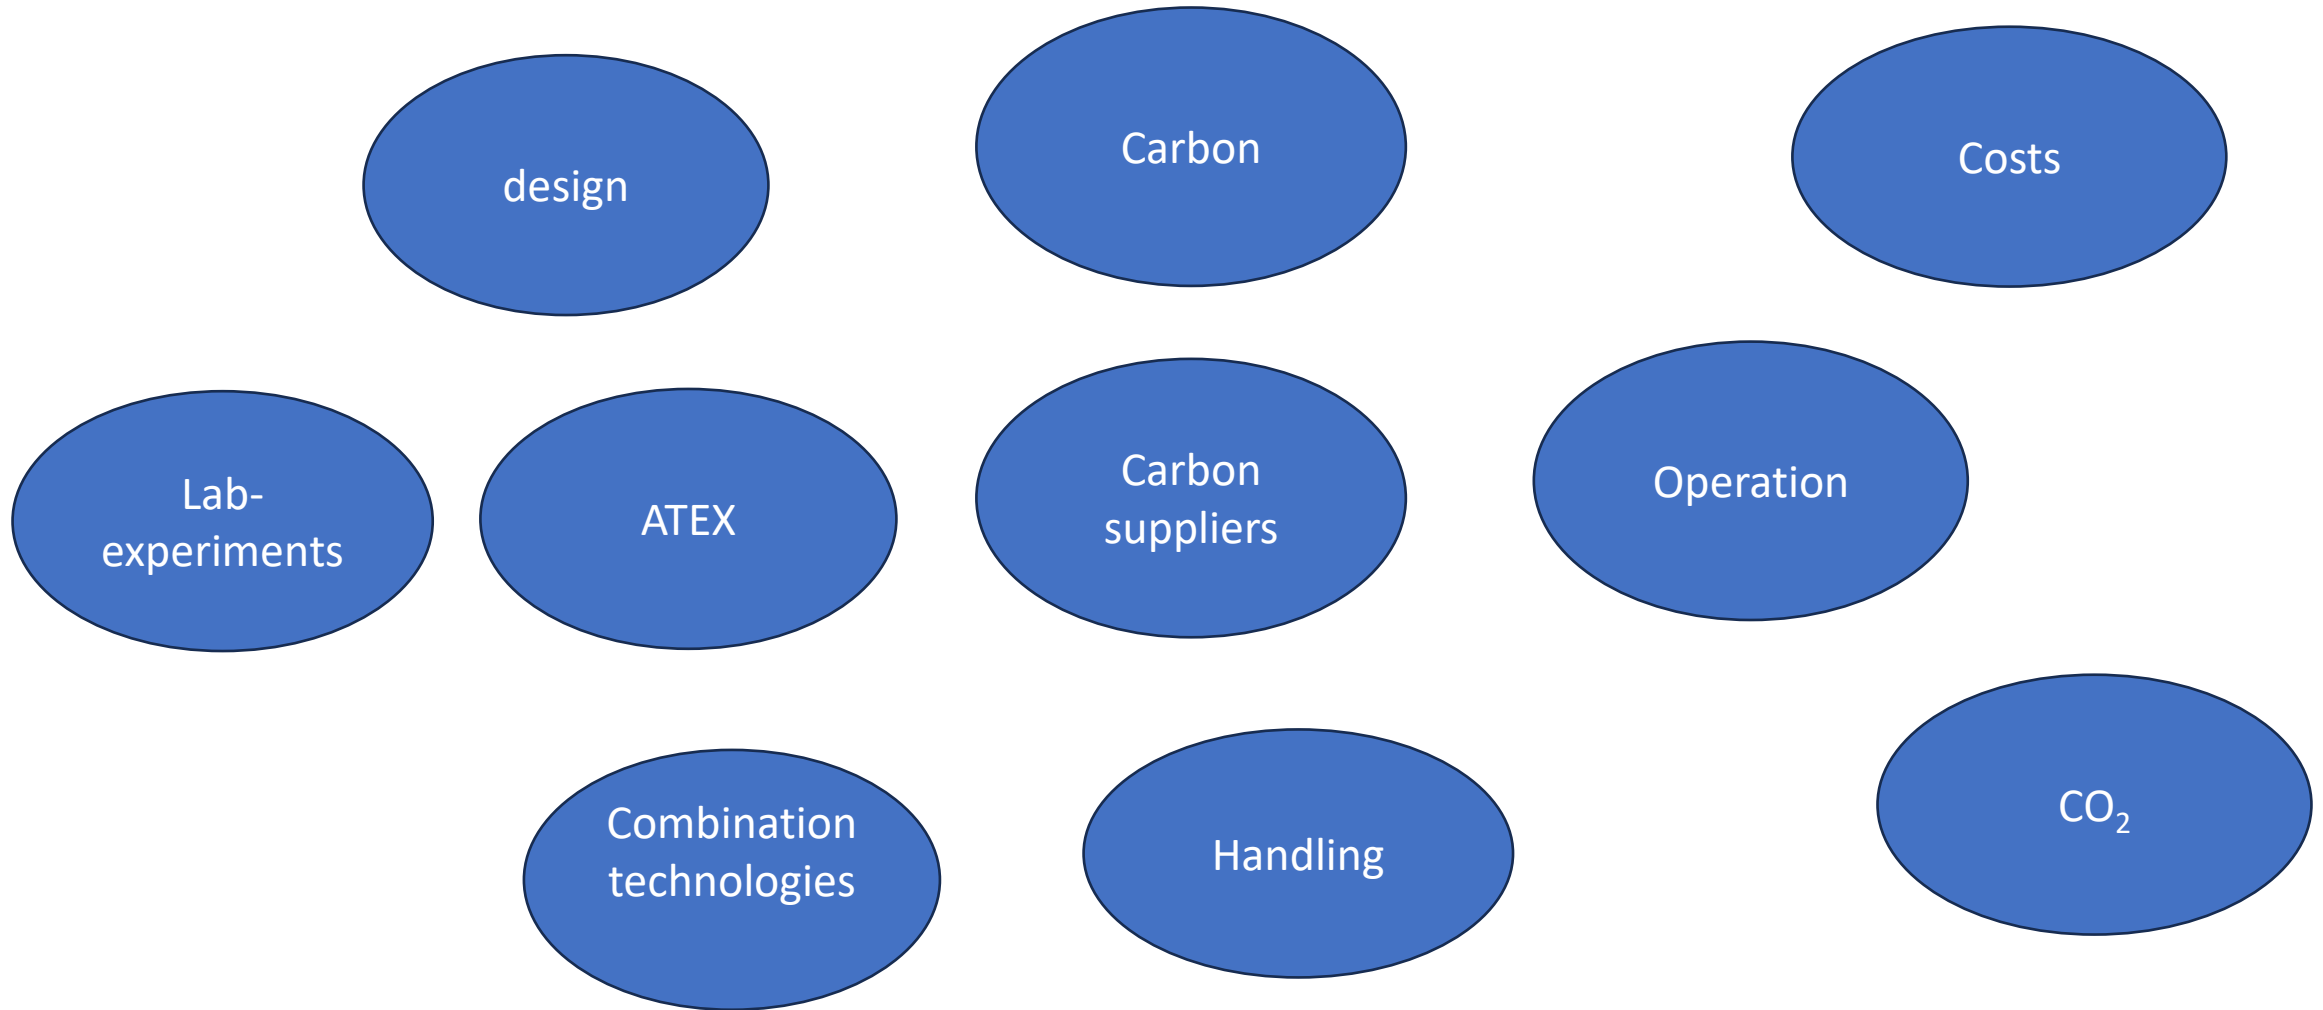 design
Carbon
Costs
Lab-
experiments
ATEX
Carbon
suppliers
Operation
Combination
technologies
Handling
CO₂